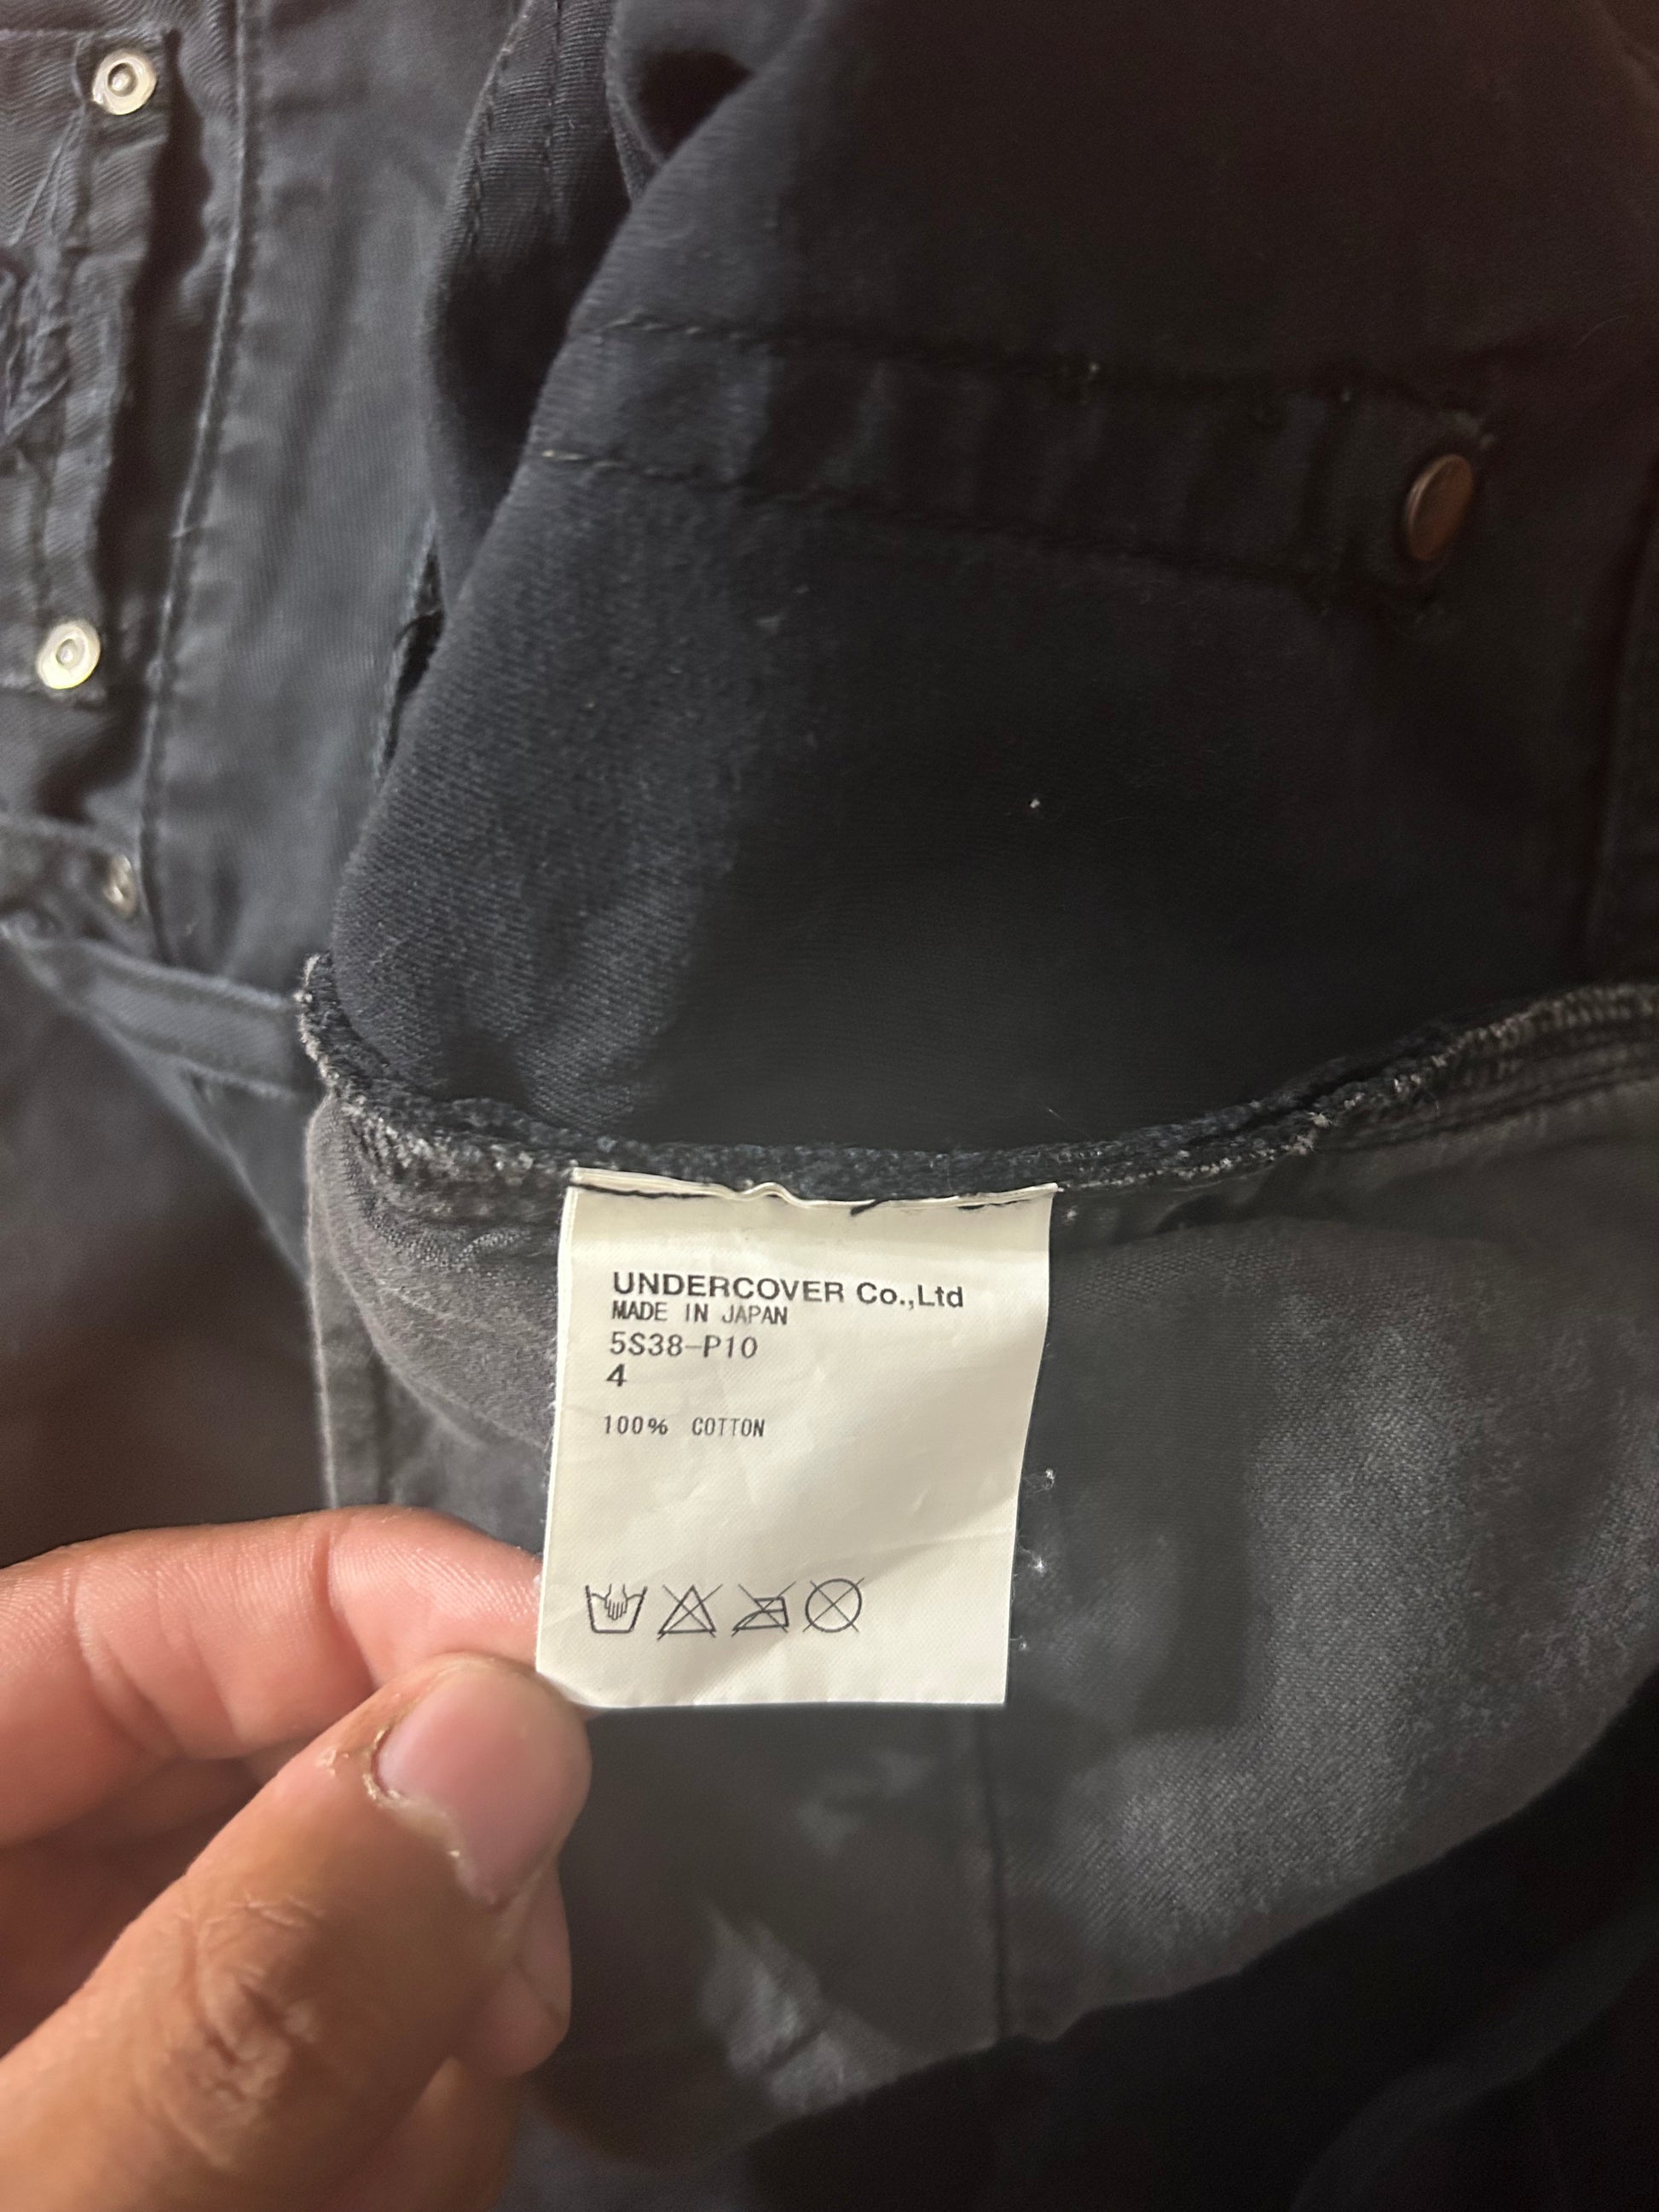 UNDERCOVER Co.,Ltd
MADE IN JAPAN
5S38-P10
4
100% COTTON